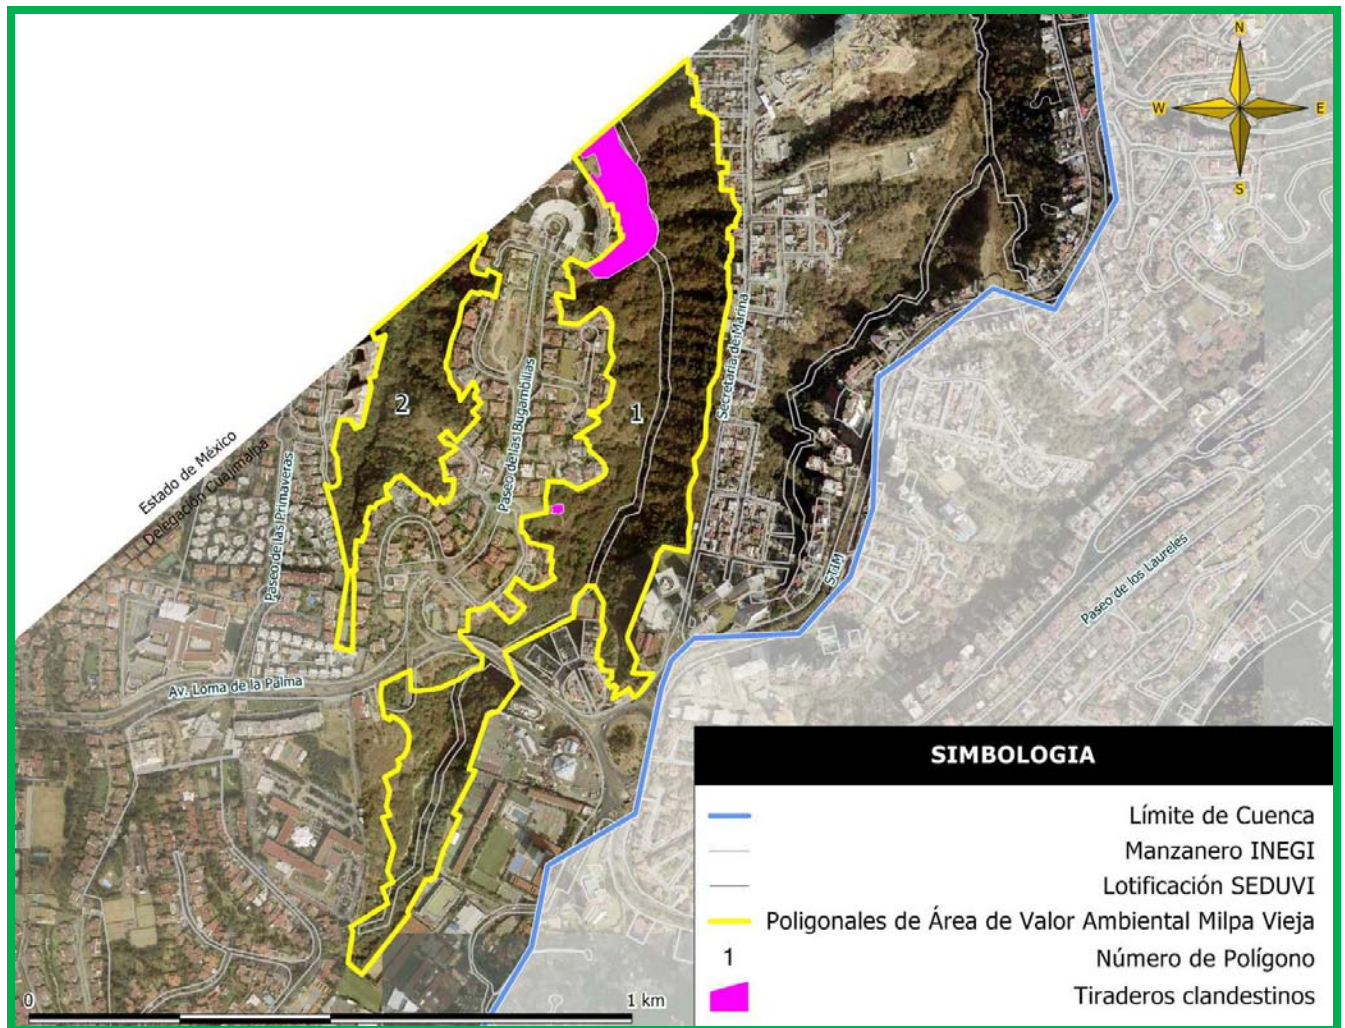 N
W
E
S
Secretaria de Marina
2
1
Paseo de las Bugambilias
Estado de México
Delegación Cuajimalpa
Paseo de las Primaveras
STIM
Paseo de los Laureles
Av. Loma de la Palma
SIMBOLOGIA
Límite de Cuenca
Manzanero INEGI
Lotificación SEDUVI
Poligonales de Área de Valor Ambiental Milpa Vieja
1 Número de Polígono
Tiraderos clandestinos
0 1 km